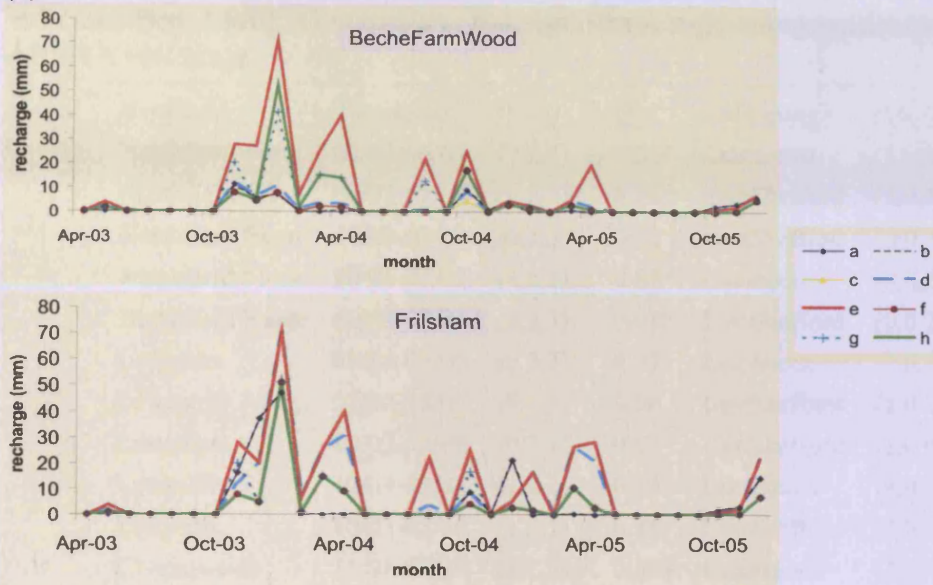 BecheFarmWood
recharge (mm)
80
70
60
50
40
30
20
10
0
Apr-03 Oct-03 Apr-04 Oct-04 Apr-05 Oct-05
month
a b
c d
e f
g h
Frilsham
recharge (mm)
80
70
60
50
40
30
20
10
0
Apr-03 Oct-03 Apr-04 Oct-04 Apr-05 Oct-05
month